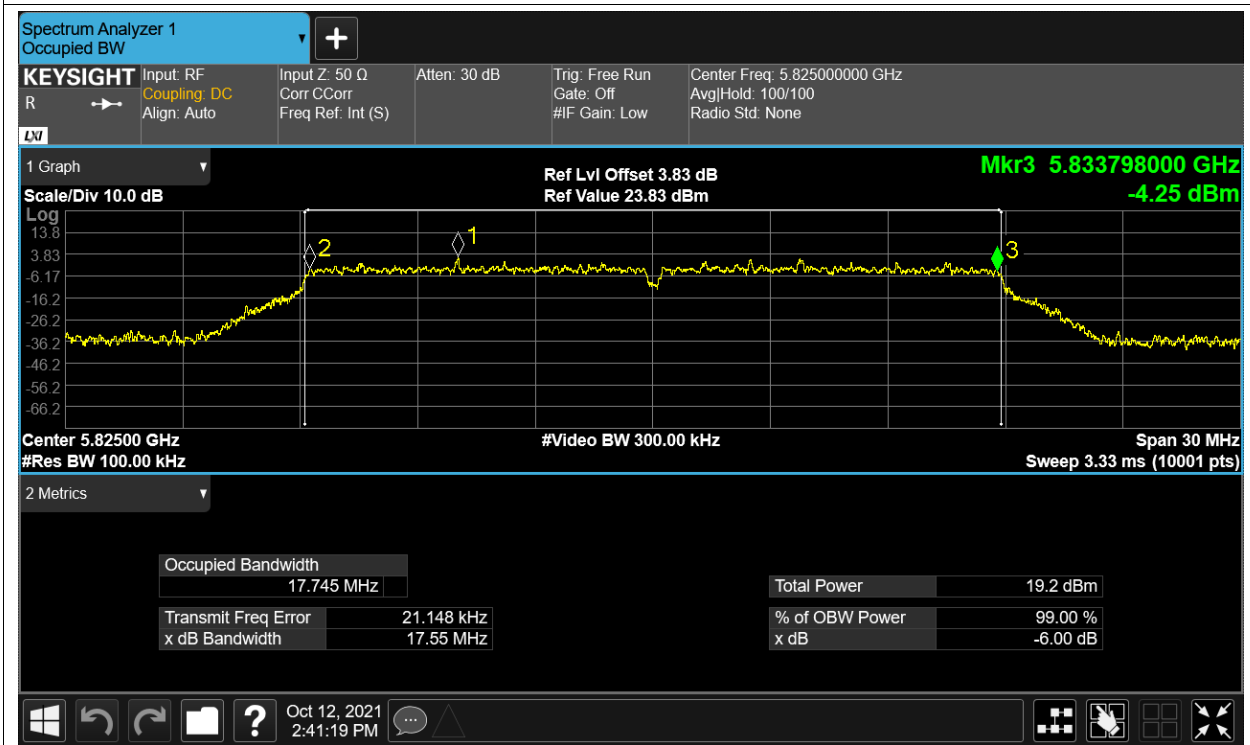 Spectrum Analyzer 1
Occupied BW
KEYSIGHT
R
LXI
Input: RF
Coupling: DC
Align: Auto
Input Z: 50 Ω
Corr CCorr
Freq Ref: Int (S)
Atten: 30 dB
Trig: Free Run
Gate: Off
#IF Gain: Low
Center Freq: 5.825000000 GHz
Avg|Hold: 100/100
Radio Std: None
1 Graph
Scale/Div 10.0 dB
Ref Lvl Offset 3.83 dB
Ref Value 23.83 dBm
Mkr3 5.833798000 GHz
-4.25 dBm
Log
13.8
3.83
-6.17
-16.2
-26.2
-36.2
-46.2
-56.2
-66.2
2
1
3
Center 5.82500 GHz
#Video BW 300.00 kHz
Span 30 MHz
#Res BW 100.00 kHz
Sweep 3.33 ms (10001 pts)
2 Metrics
Occupied Bandwidth
17.745 MHz
Transmit Freq Error 21.148 kHz
x dB Bandwidth 17.55 MHz
Total Power 19.2 dBm
% of OBW Power 99.00 %
x dB -6.00 dB
?
Oct 12, 2021
2:41:19 PM